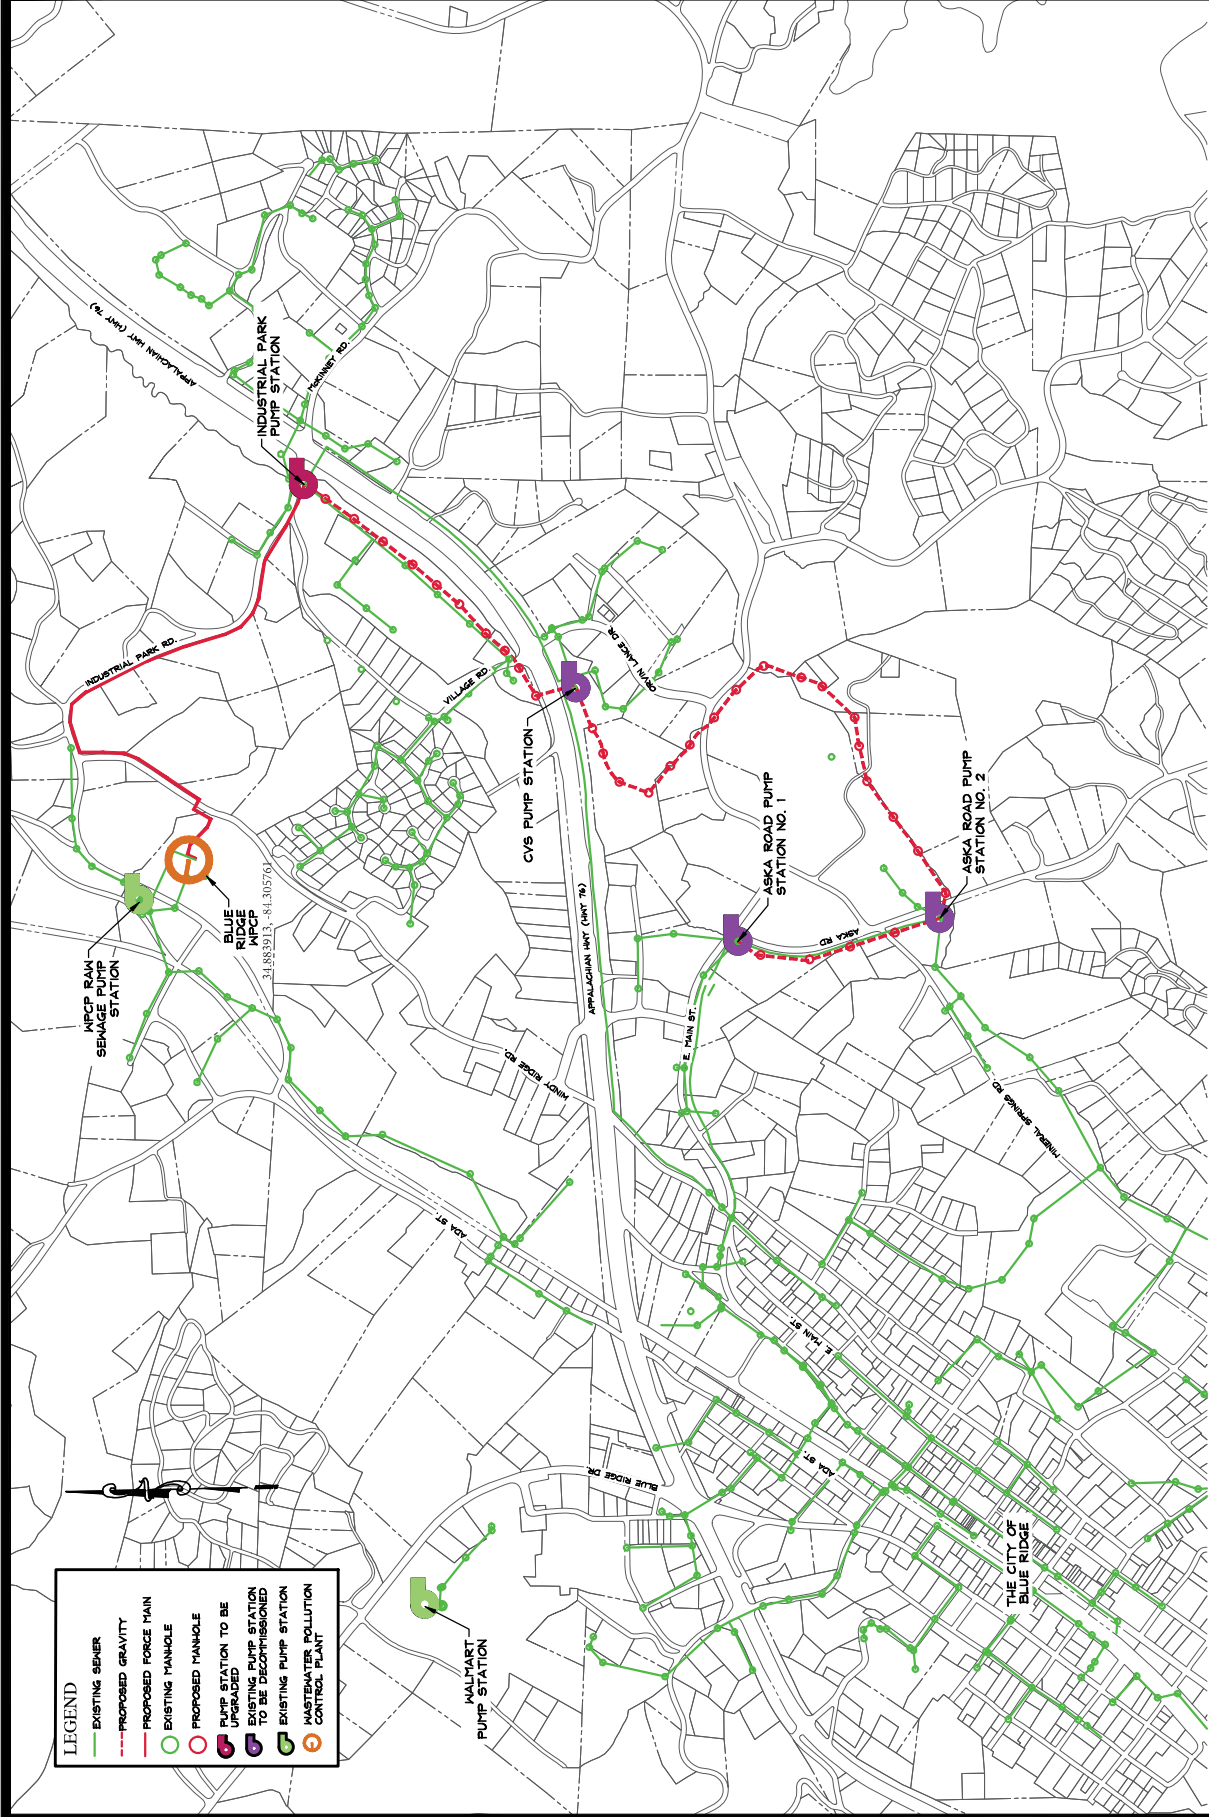 LEGEND
EXISTING SEWER
PROPOSED GRAVITY
PROPOSED FORCE MAIN
EXISTING MANHOLE
PROPOSED MANHOLE
PUMP STATION TO BE
UPGRADED
EXISTING PUMP STATION
TO BE DECOMMISSIONED
EXISTING PUMP STATION
WASTEWATER POLLUTION
CONTROL PLANT
WPCP RAW
SEWAGE PUMP
STATION
BLUE
RIDGE
WPCP
34.883913, -84.305761
INDUSTRIAL PARK RD.
INDUSTRIAL PARK
PUMP STATION
APPLACHIAN HWY (HWY 76)
McKINNEY RD.
VILLAGE RD.
ORVIN LANCE DR.
CVS PUMP STATION
APPALACHIAN HWY (HWY 76)
WINDY RIDGE RD.
ADA ST.
E. MAIN ST.
ASKA ROAD PUMP
STATION NO. 1
ASKA RD
ASKA ROAD PUMP
STATION NO. 2
MINERAL SPRINGS RD
E. MAIN ST.
ADA ST.
BLUE RIDGE DR.
WALMART
PUMP STATION
THE CITY OF
BLUE RIDGE